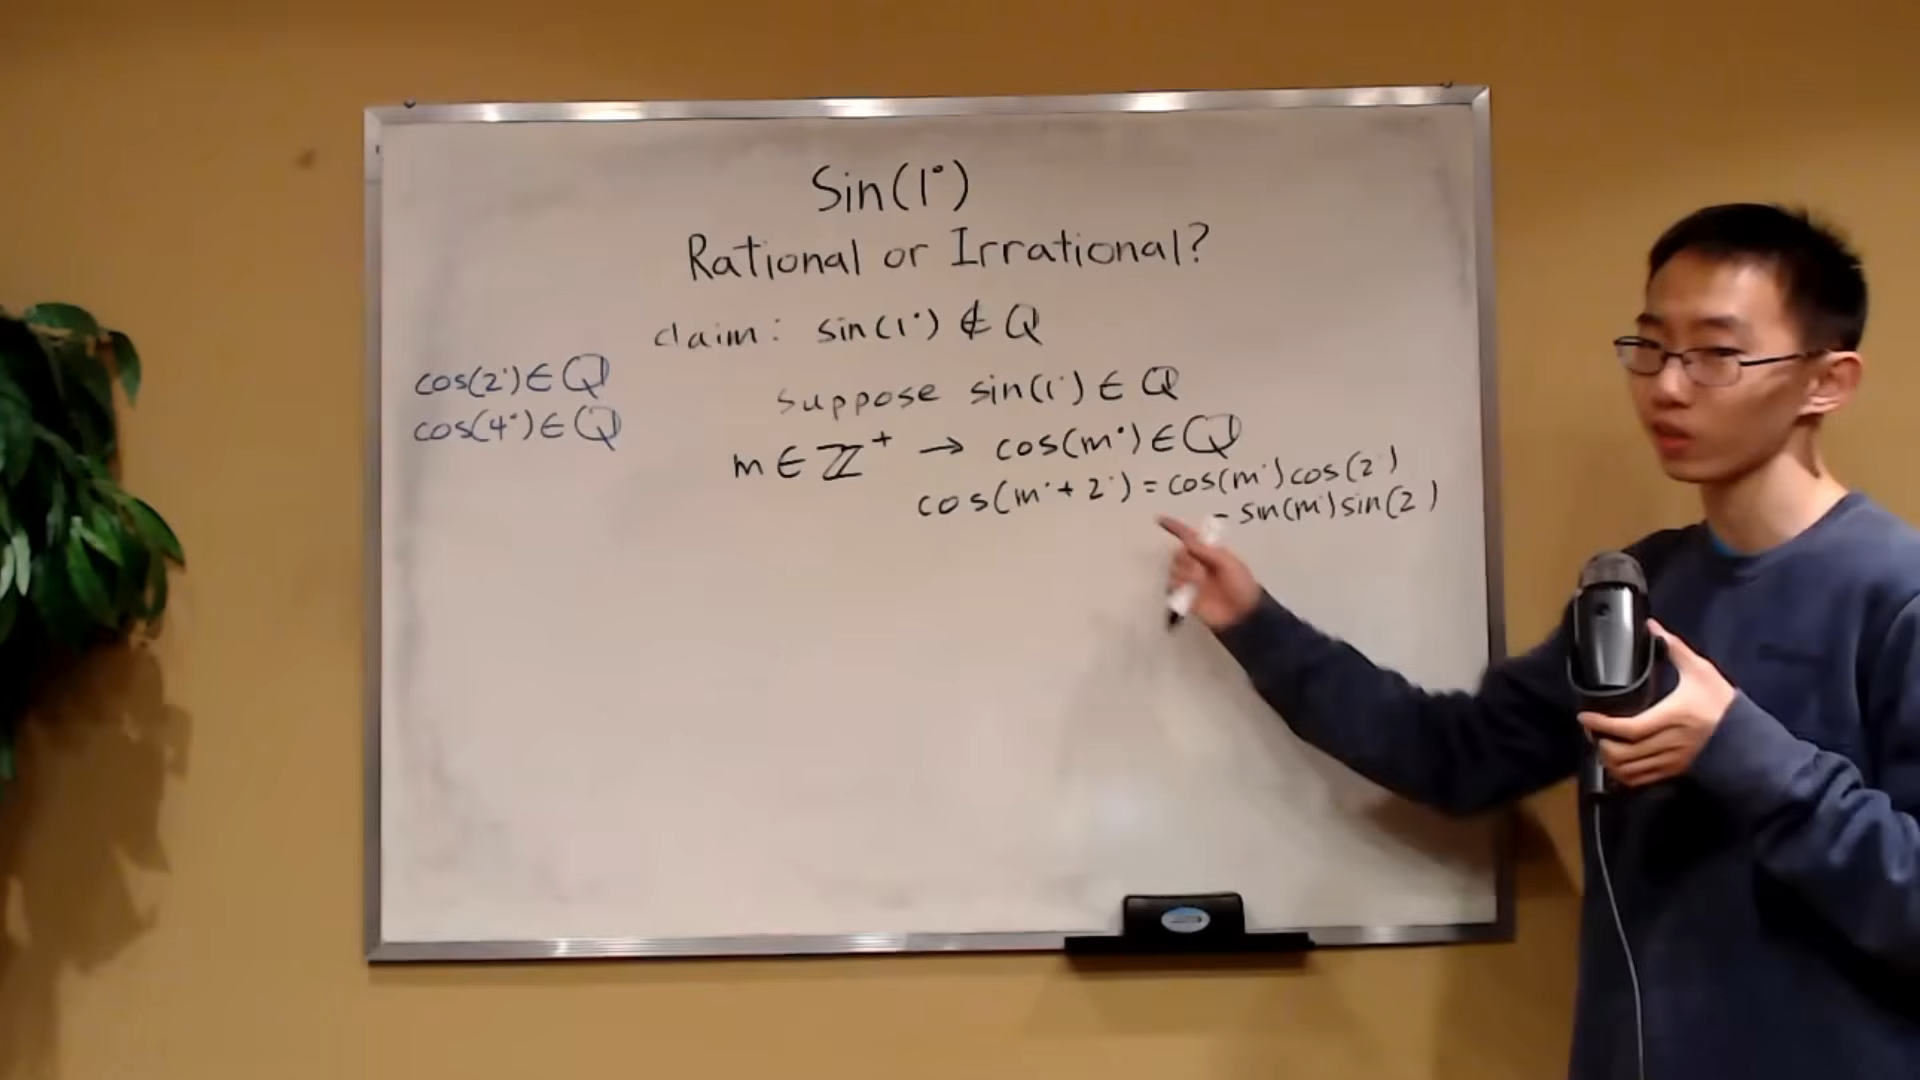 Sin(1°)
Rational or Irrational?
claim: sin(1°) ∉ ℚ
cos(2°) ∈ ℚ
cos(4°) ∈ ℚ
suppose sin(1°) ∈ ℚ
m ∈ ℤ⁺ → cos(m°) ∈ ℚ
cos(m°+2°) = cos(m°)cos(2°)
- sin(m°)sin(2°)